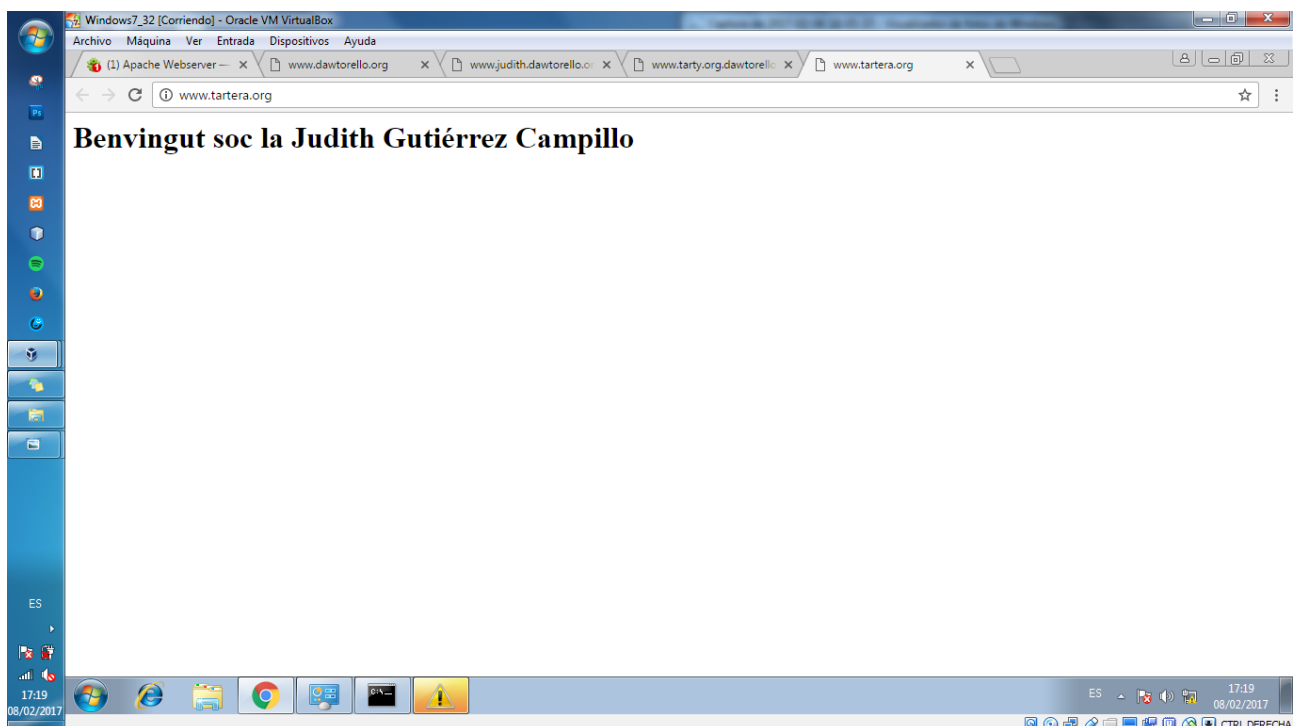 Windows7_32 [Corriendo] - Oracle VM VirtualBox
Archivo Máquina Ver Entrada Dispositivos Ayuda
(1) Apache Webserver — www.dawtorello.org www.judith.dawtorello.or www.tarty.org.dawtorello www.tartera.org
www.tartera.org
Benvingut soc la Judith Gutiérrez Campillo
Ps
ES
17:19
08/02/2017
C:\
ES
17:19
08/02/2017
CTRL DERECHA